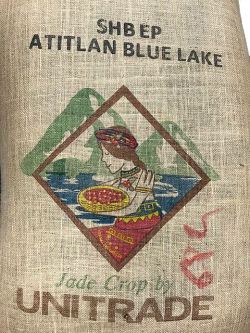 SHB EP
ATITLAN BLUE LAKE
Jade Crop by
UNITRADE